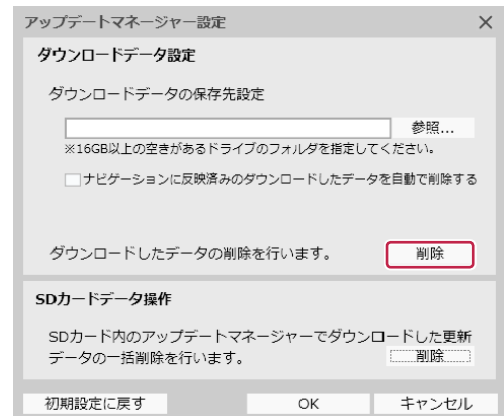 アップデートマネージャー設定
ダウンロードデータ設定
ダウンロードデータの保存先設定
参照...
※16GB以上の空きがあるドライブのフォルダを指定してください。
ナビゲーションに反映済みのダウンロードしたデータを自動で削除する
ダウンロードしたデータの削除を行います。 削除
SDカードデータ操作
SDカード内のアップデートマネージャーでダウンロードした更新
データの一括削除を行います。 削除
初期設定に戻す OK キャンセル